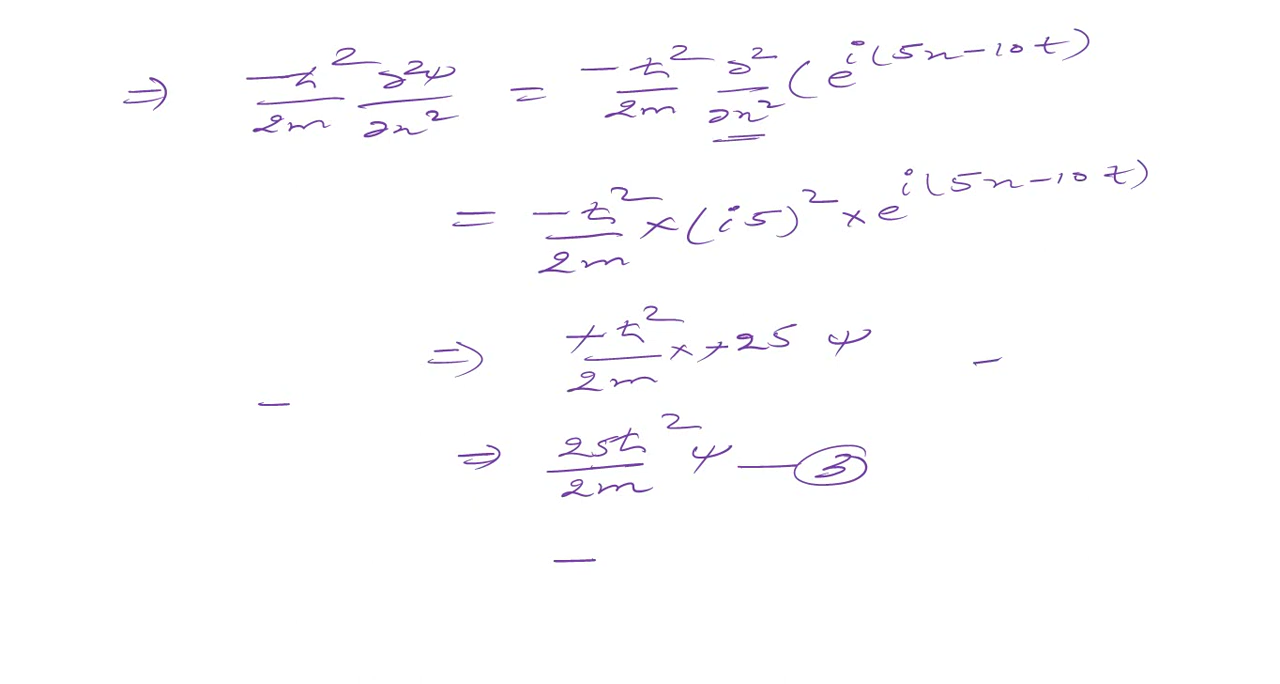 ⇒ -ħ²/2m ∂²ψ/∂x² = -ħ²/2m ∂²/∂x² (e^i(5x-10t)
= -ħ²/2m × (i5)² × e^i(5x-10t)
⇒ +ħ²/2m × +25 ψ
⇒ 25ħ²/2m ψ — ③